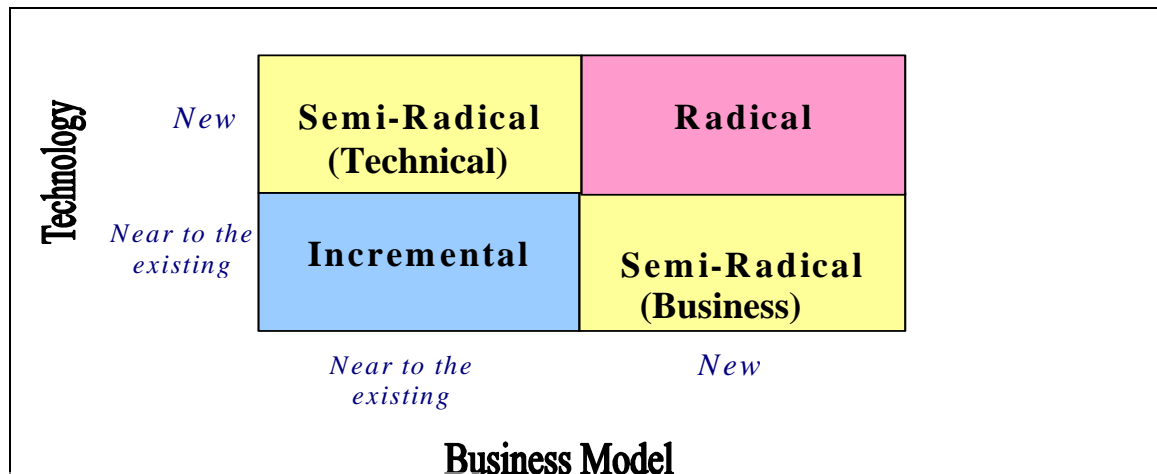 Technology
New
Semi-Radical
(Technical)
Radical
Near to the
existing
Incremental
Semi-Radical
(Business)
Near to the
existing
New
Business Model